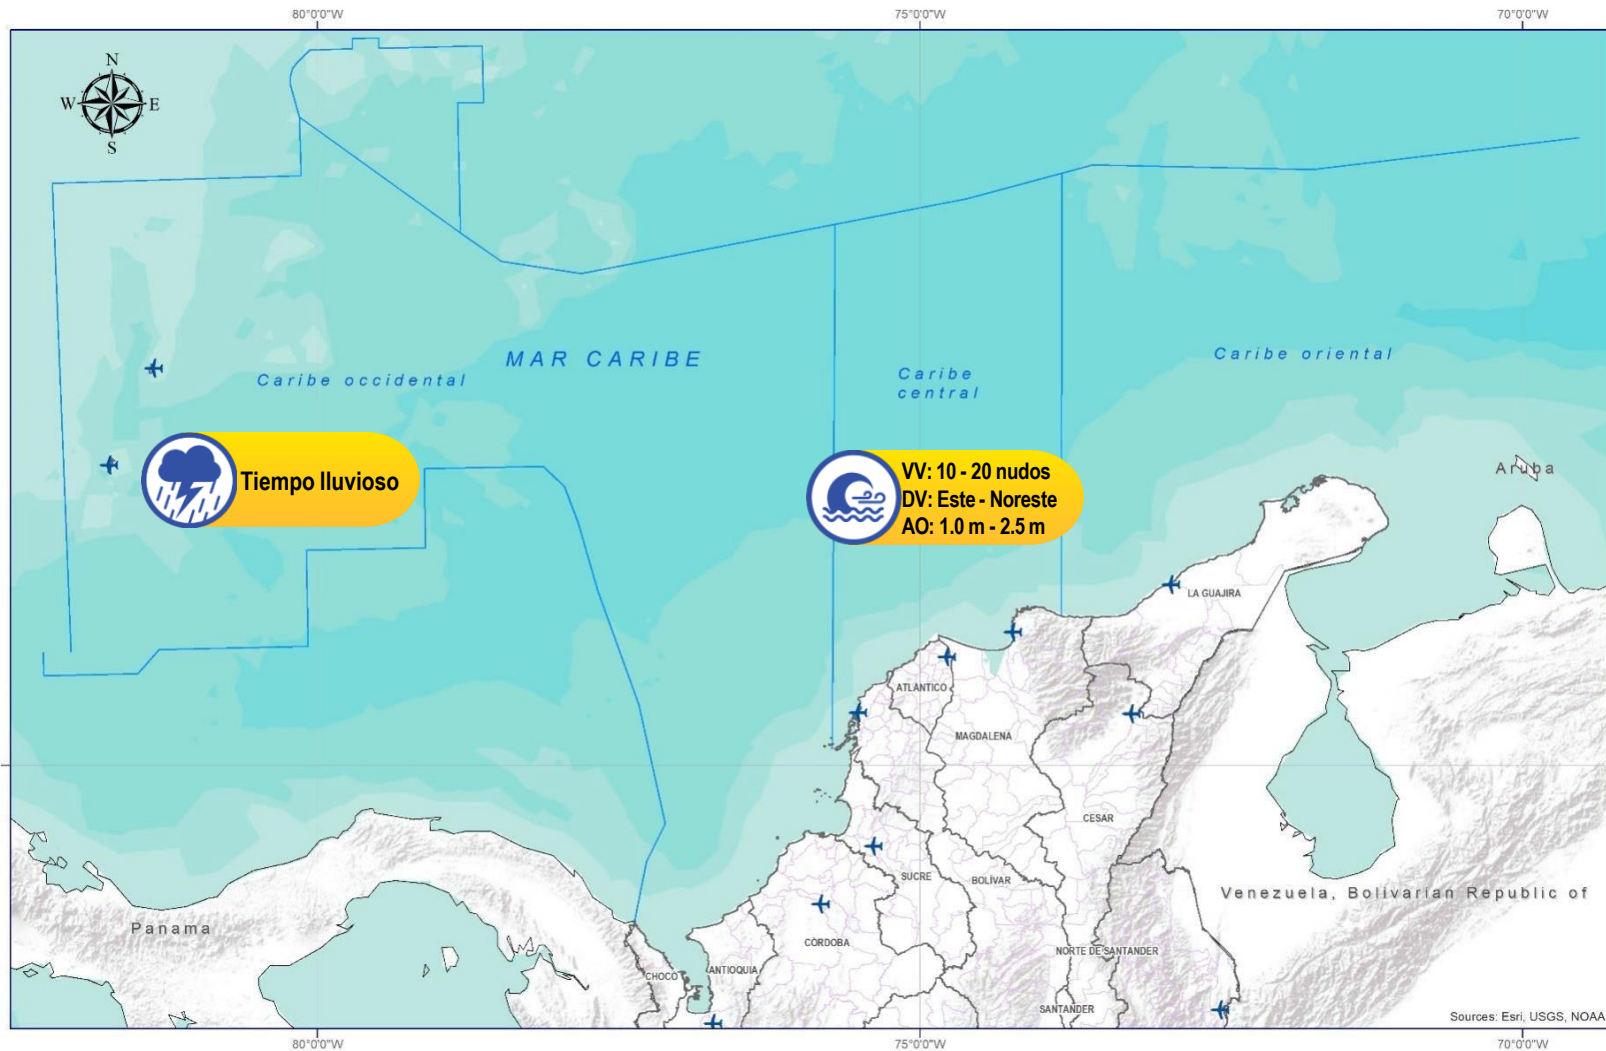 80°0'0"W
75°0'0"W
70°0'0"W
N
W
E
S
MAR CARIBE
Caribe occidental
Caribe
central
Caribe oriental
Tiempo lluvioso
VV: 10 - 20 nudos
DV: Este - Noreste
AO: 1.0 m - 2.5 m
Aruba
LA GUAJIRA
ATLANTICO
MAGDALENA
CESAR
SUCRE
BOLÍVAR
Venezuela, Bolivarian Republic of
Panama
CÓRDOBA
NORTE DE SANTANDER
CHOCÓ
ANTIOQUIA
SANTANDER
Sources: Esri, USGS, NOAA
80°0'0"W
75°0'0"W
70°0'0"W